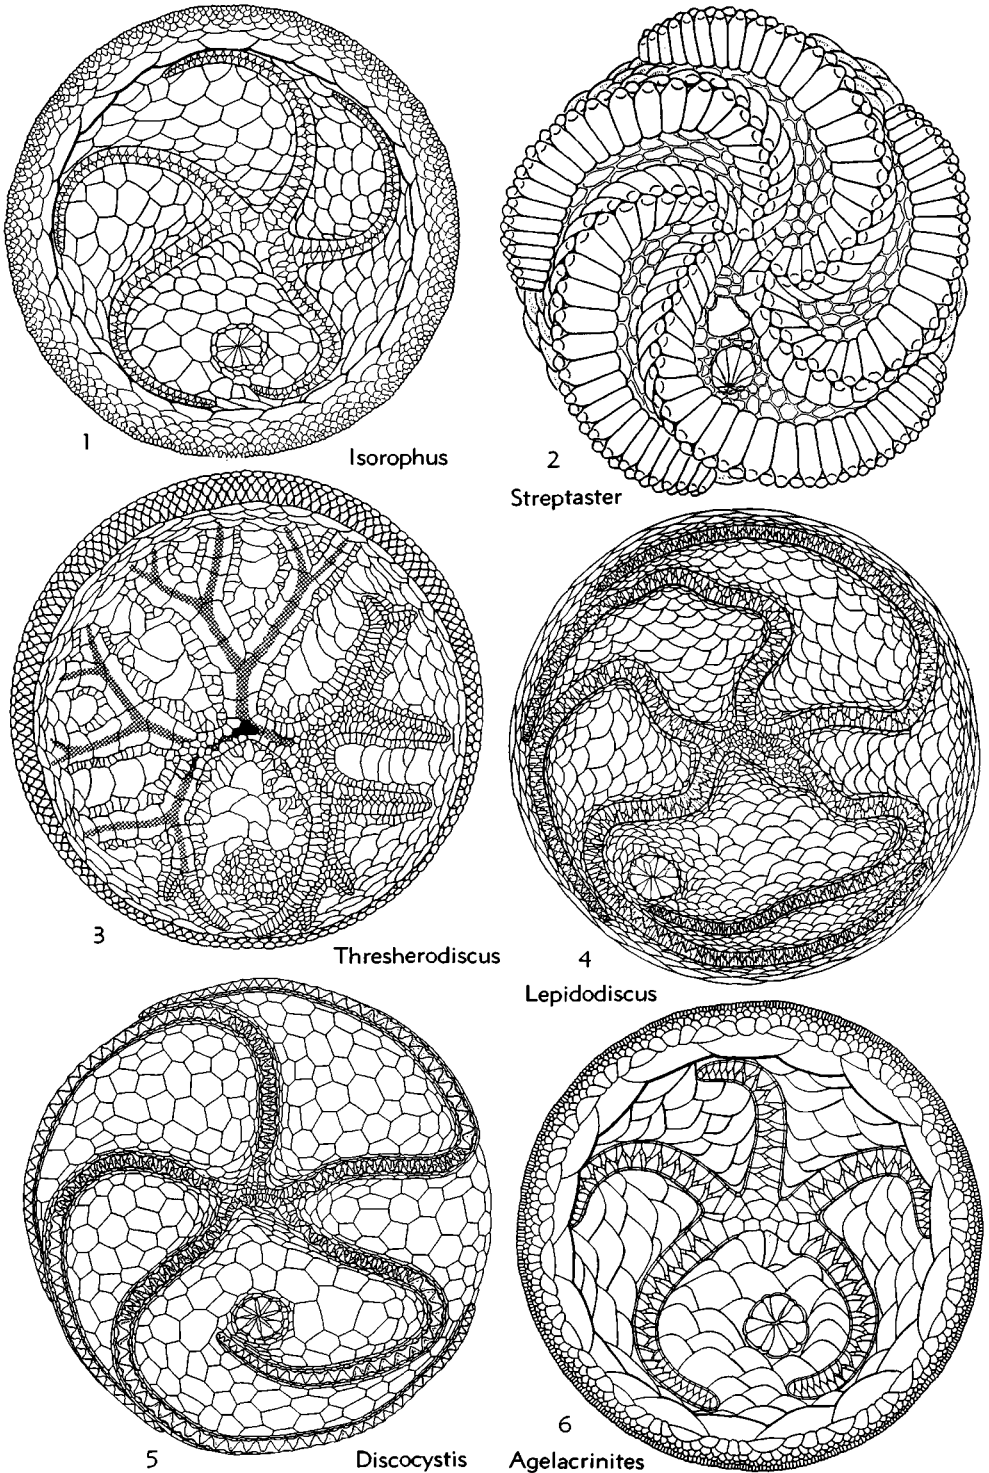 1
Isorophus
2
Streptaster
3
Thresherodiscus
4
Lepidodiscus
5
Discocystis
6
Agelacrinites